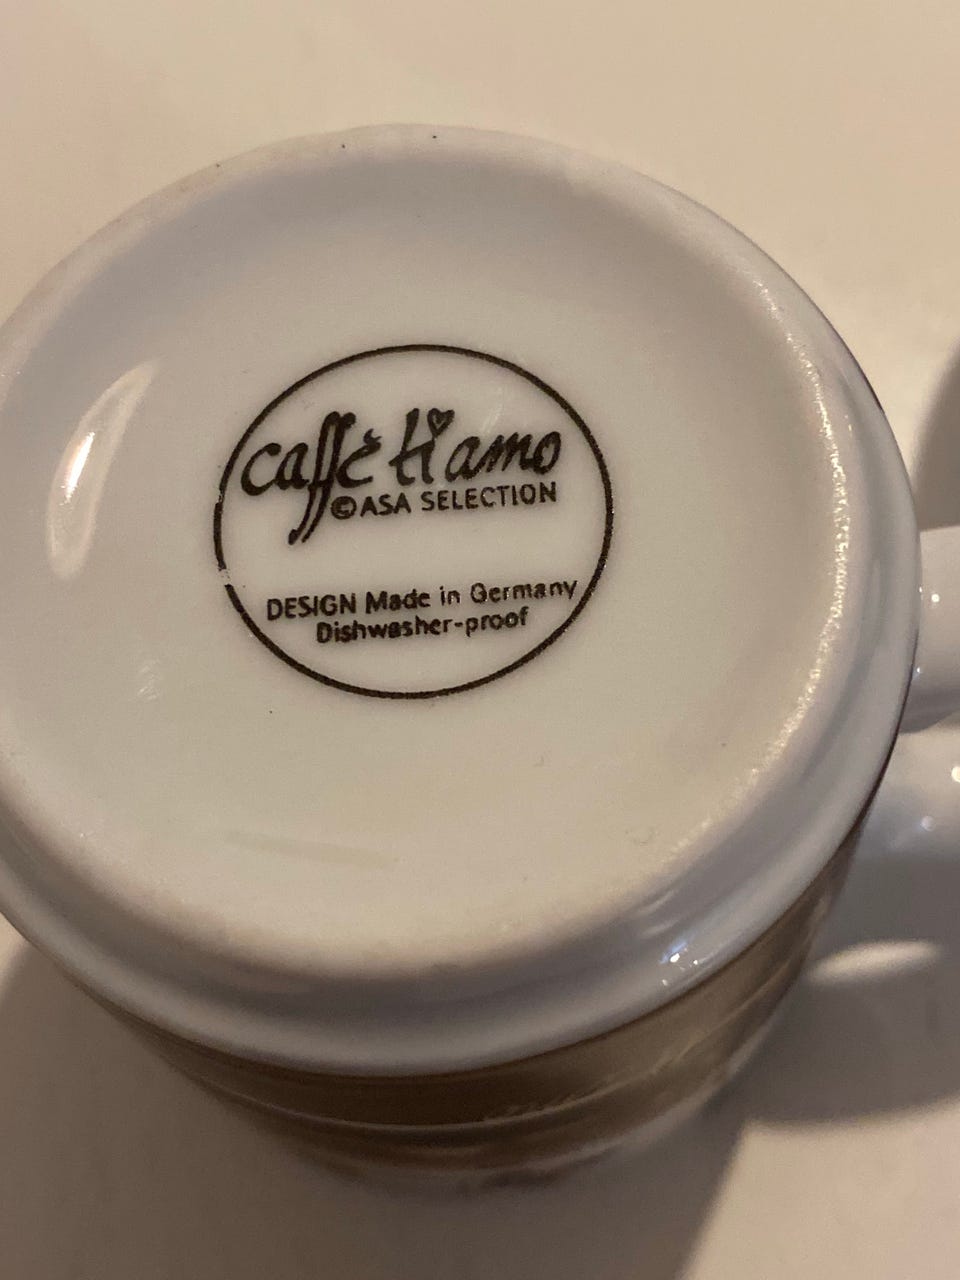 caffè ti amo
©ASA SELECTION
DESIGN Made in Germany
Dishwasher-proof